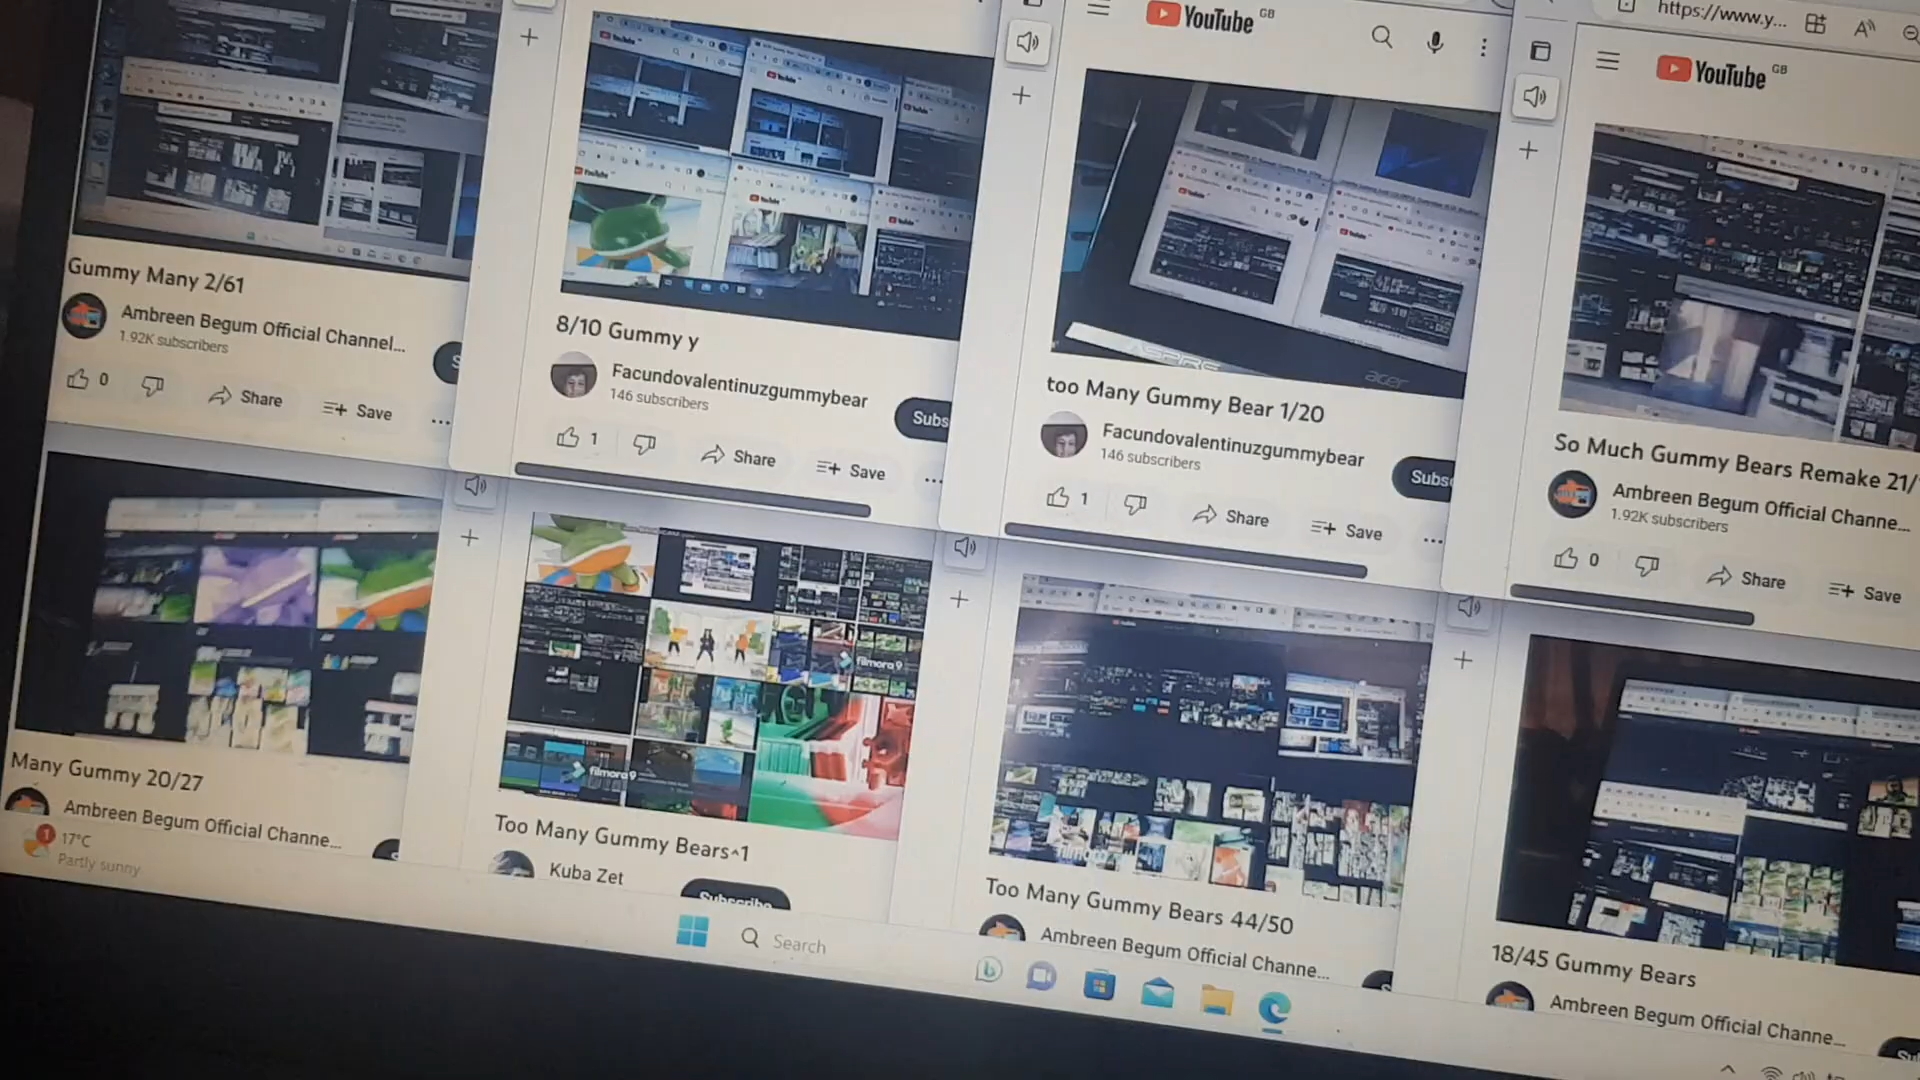 Gummy Many 2/61
Ambreen Begum Official Channel...
1.92K subscribers
0
Share
Save
8/10 Gummy y
Facundovalentinuzgummybear
146 subscribers
Subs
1
Share
Save
YouTube GB
too Many Gummy Bear 1/20
Facundovalentinuzgummybear
146 subscribers
Subs
1
Share
Save
ASPIRE
acer
https://www.y...
YouTube GB
So Much Gummy Bears Remake 21/
Ambreen Begum Official Channe...
1.92K subscribers
0
Share
Save
Many Gummy 20/27
Ambreen Begum Official Channe...
filmora9
filmora9
Too Many Gummy Bears^1
Kuba Zet
Subscribe
Too Many Gummy Bears 44/50
Ambreen Begum Official Channe...
18/45 Gummy Bears
Ambreen Begum Official Channe...
1
17°C
Partly sunny
Search